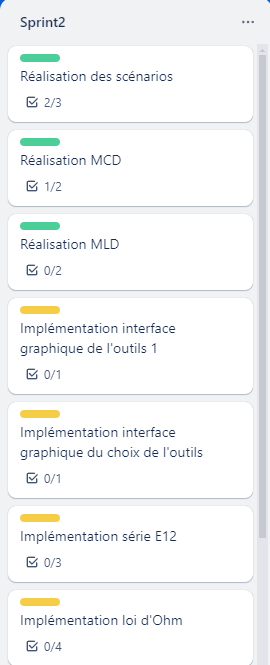 Sprint2
Réalisation des scénarios
2/3
Réalisation MCD
1/2
Réalisation MLD
0/2
Implémentation interface
graphique de l'outils 1
0/1
Implémentation interface
graphique du choix de l'outils
0/1
Implémentation série E12
0/3
Implémentation loi d'Ohm
0/4